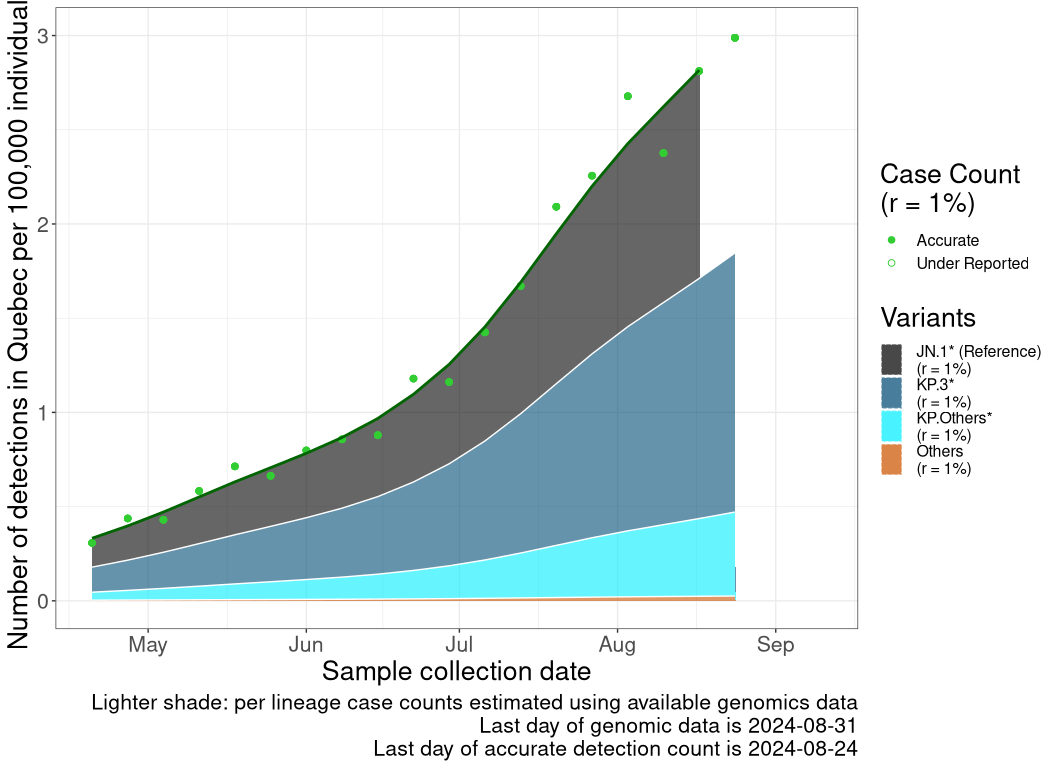 Number of detections in Quebec per 100,000 individual
3
2
1
0
May
Jun
Jul
Aug
Sep
Sample collection date
Lighter shade: per lineage case counts estimated using available genomics data
Last day of genomic data is 2024-08-31
Last day of accurate detection count is 2024-08-24
Case Count
(r = 1%)
Accurate
Under Reported
Variants
JN.1* (Reference)
(r = 1%)
KP.3*
(r = 1%)
KP.Others*
(r = 1%)
Others
(r = 1%)